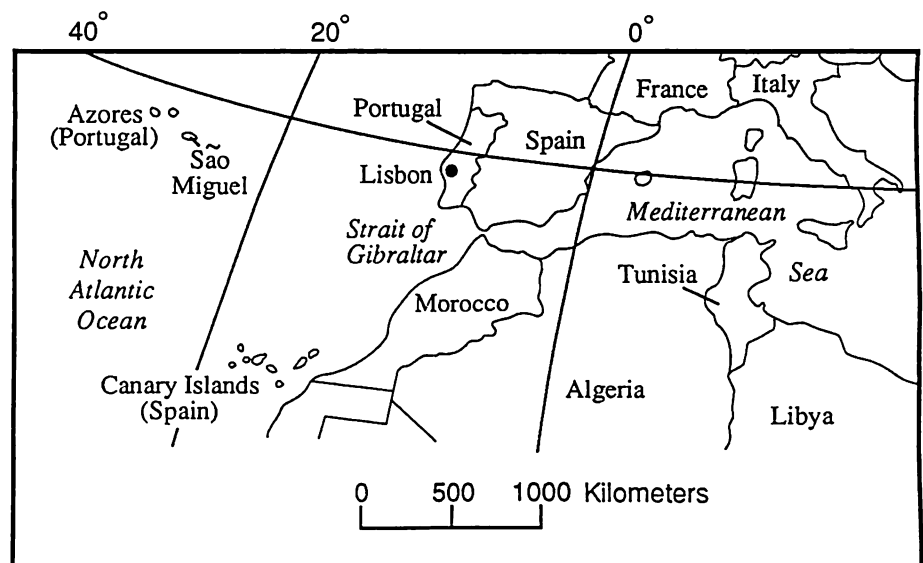 40°
20°
0°
France
Italy
Azores
(Portugal)
Portugal
Spain
São
Miguel
Lisbon
Mediterranean
Strait of
Gibraltar
North
Atlantic
Ocean
Tunisia
Sea
Morocco
Canary Islands
(Spain)
Algeria
Libya
0 500 1000 Kilometers